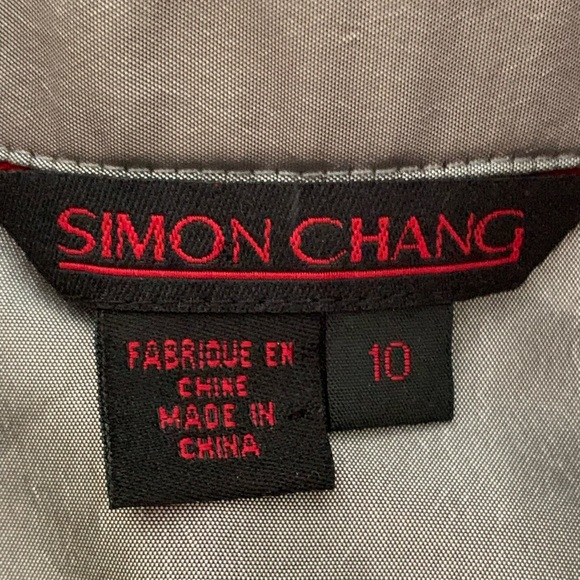 SIMON CHANG
FABRIQUE EN
CHINE
MADE IN
CHINA
10